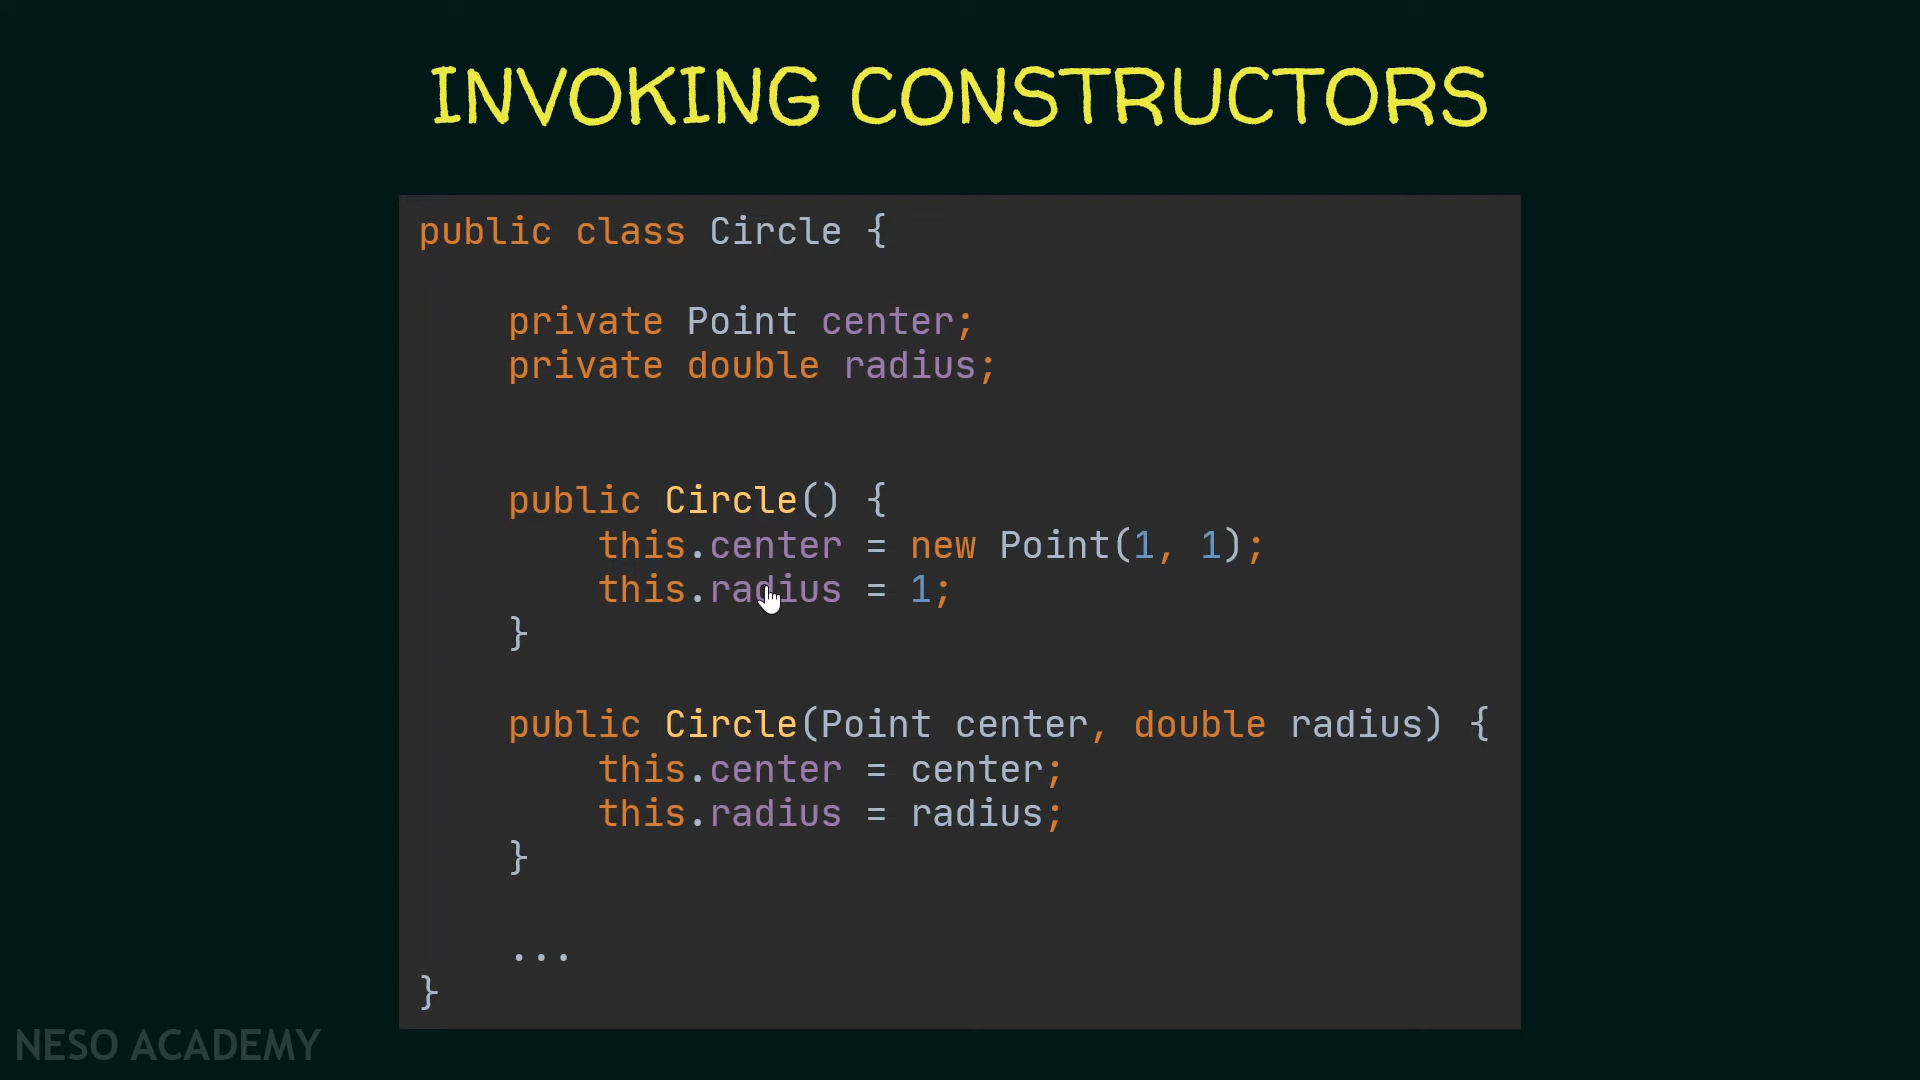 INVOKING CONSTRUCTORS
public class Circle {
private Point center;
private double radius;
public Circle() {
this.center = new Point(1, 1);
this.radius = 1;
}
public Circle(Point center, double radius) {
this.center = center;
this.radius = radius;
}
...
}
NESO ACADEMY